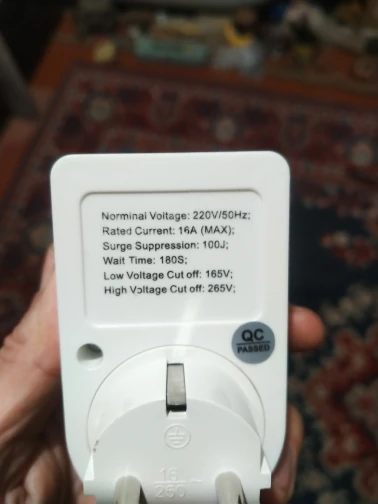 Norminal Voltage: 220V/50Hz;
Rated Current: 16A (MAX);
Surge Suppression: 100J;
Wait Time: 180S;
Low Voltage Cut off: 165V;
High Voltage Cut off: 265V;
QC
PASSED
16
250 ~